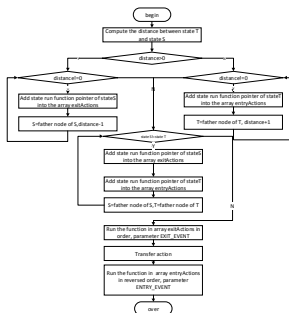 begin
Compute the distance between state T
and state S
distance>0
distance!=0
distance!=0
Add state run function pointer of stateS
into the array exitActions
N
Add state run function pointer of stateT
into the array entryActions
S=father node of S,distance-1
T=father node of T, distance+1
Y
Add state run function pointer of stateS
into the array exitActions
Add state run function pointer of stateT
into the array entryActions
S=father node of S,T=father node of T
N
Run the function in array exitActions in
order, parameter EXIT_EVENT
Transfer action
Run the function in array entryActions
in reversed order, parameter
ENTRY_EVENT
over